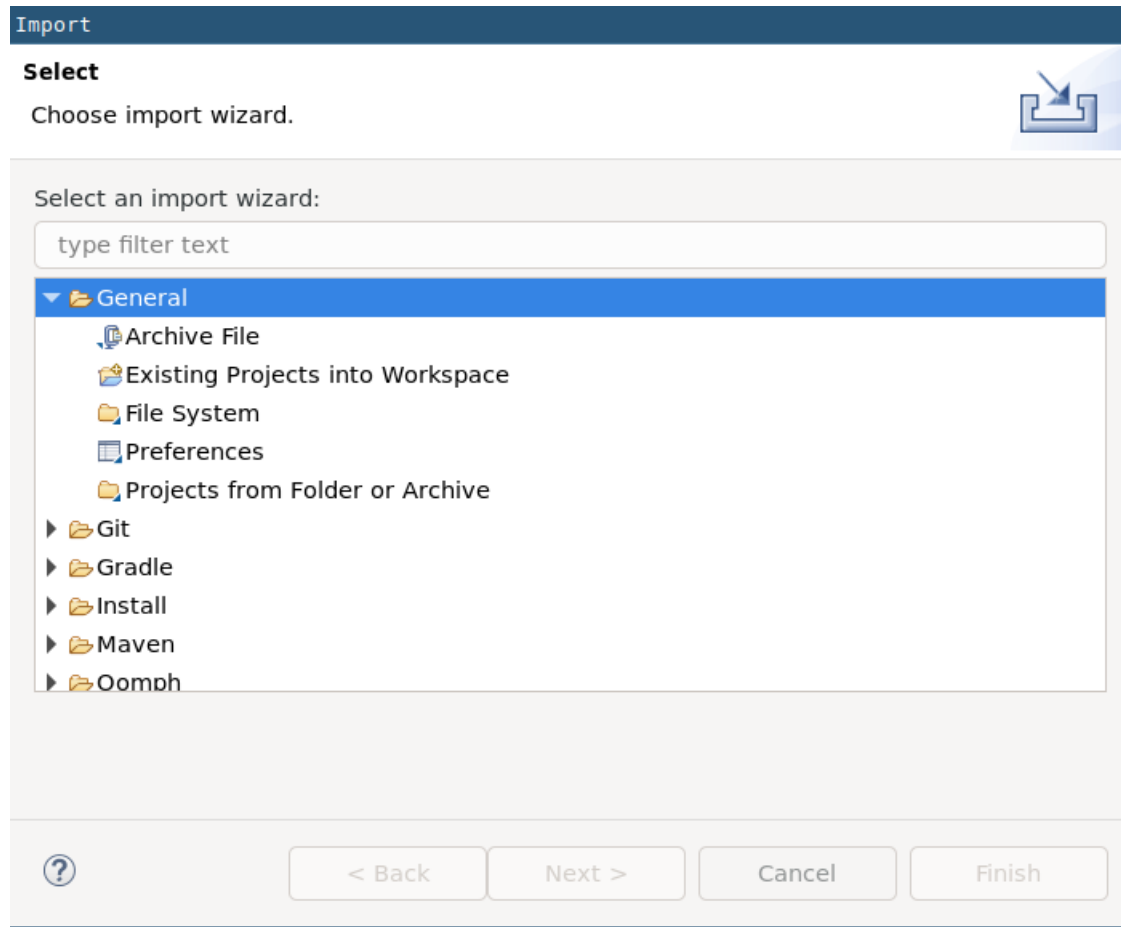 Import
Select
Choose import wizard.
Select an import wizard:
type filter text
General
Archive File
Existing Projects into Workspace
File System
Preferences
Projects from Folder or Archive
Git
Gradle
Install
Maven
Oomph
?
< Back
Next >
Cancel
Finish